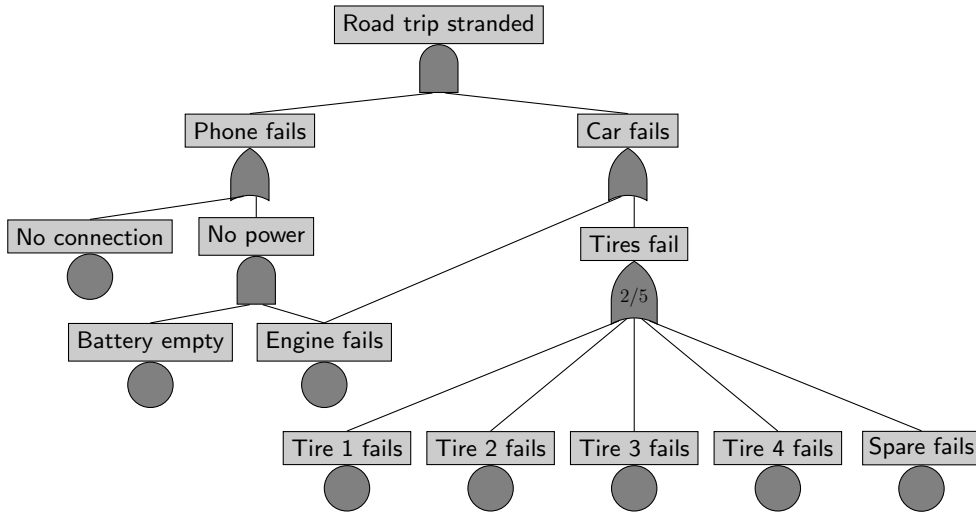 Road trip stranded
Phone fails
Car fails
No connection
No power
Tires fail
2/5
Battery empty
Engine fails
Tire 1 fails
Tire 2 fails
Tire 3 fails
Tire 4 fails
Spare fails